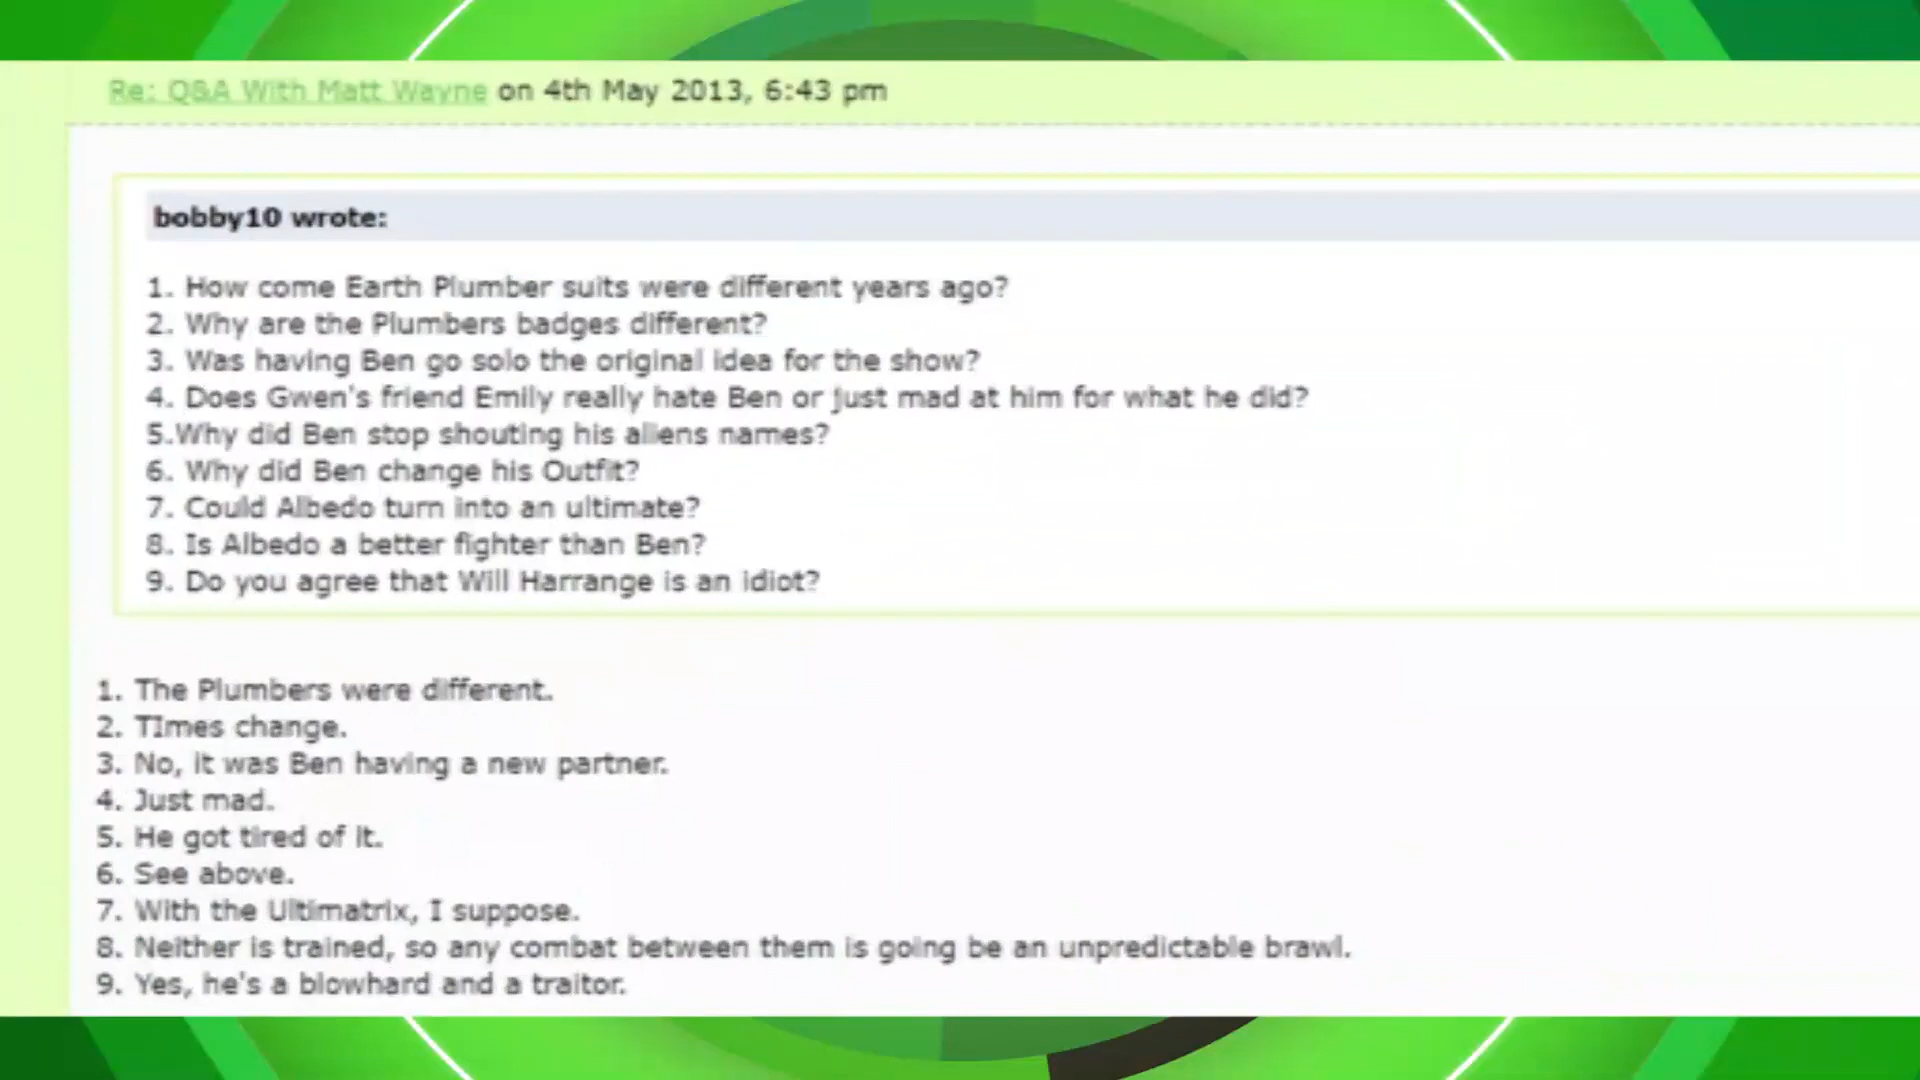 Re: Q&A With Matt Wayne on 4th May 2013, 6:43 pm
bobby10 wrote:
1. How come Earth Plumber suits were different years ago?
2. Why are the Plumbers badges different?
3. Was having Ben go solo the original idea for the show?
4. Does Gwen's friend Emily really hate Ben or just mad at him for what he did?
5.Why did Ben stop shouting his aliens names?
6. Why did Ben change his Outfit?
7. Could Albedo turn into an ultimate?
8. Is Albedo a better fighter than Ben?
9. Do you agree that Will Harrange is an idiot?
1. The Plumbers were different.
2. TImes change.
3. No, it was Ben having a new partner.
4. Just mad.
5. He got tired of it.
6. See above.
7. With the Ultimatrix, I suppose.
8. Neither is trained, so any combat between them is going be an unpredictable brawl.
9. Yes, he's a blowhard and a traitor.